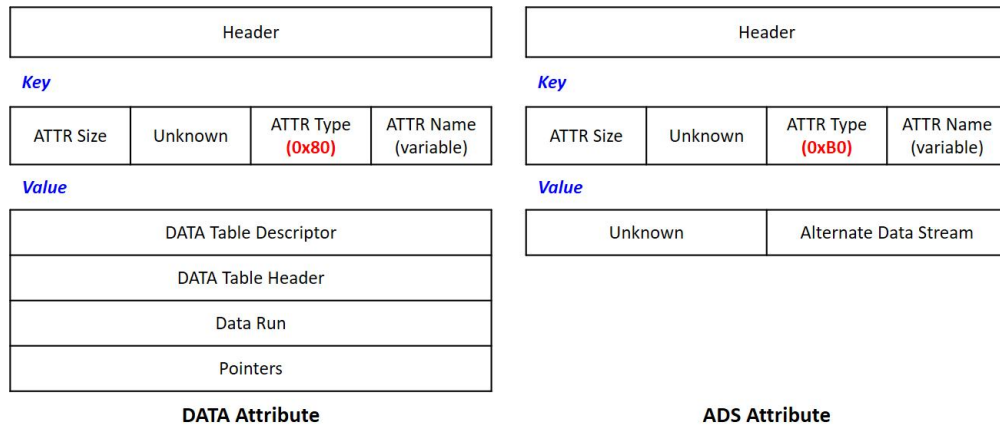 Header
Key
ATTR Size
Unknown
ATTR Type
(0x80)
ATTR Name
(variable)
Value
DATA Table Descriptor
DATA Table Header
Data Run
Pointers
DATA Attribute
Header
Key
ATTR Size
Unknown
ATTR Type
(0xB0)
ATTR Name
(variable)
Value
Unknown
Alternate Data Stream
ADS Attribute